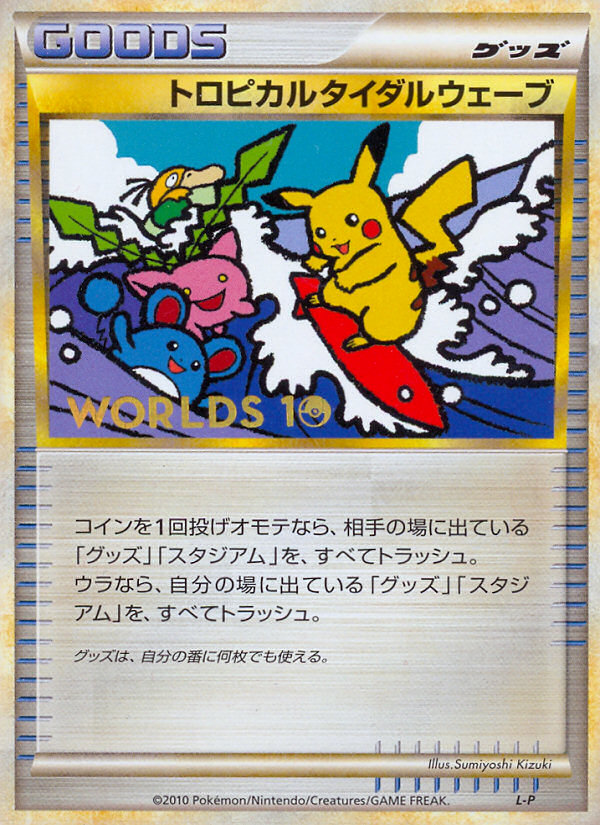 GOODS
グッズ
トロピカルタイダルウェーブ
WORLDS 10
コインを1回投げオモテなら、相手の場に出ている
「グッズ」「スタジアム」を、すべてトラッシュ。
ウラなら、自分の場に出ている「グッズ」「スタジ
アム」を、すべてトラッシュ。
グッズは、自分の番に何枚でも使える。
Illus.Sumiyoshi Kizuki
©2010 Pokémon/Nintendo/Creatures/GAME FREAK.
L-P